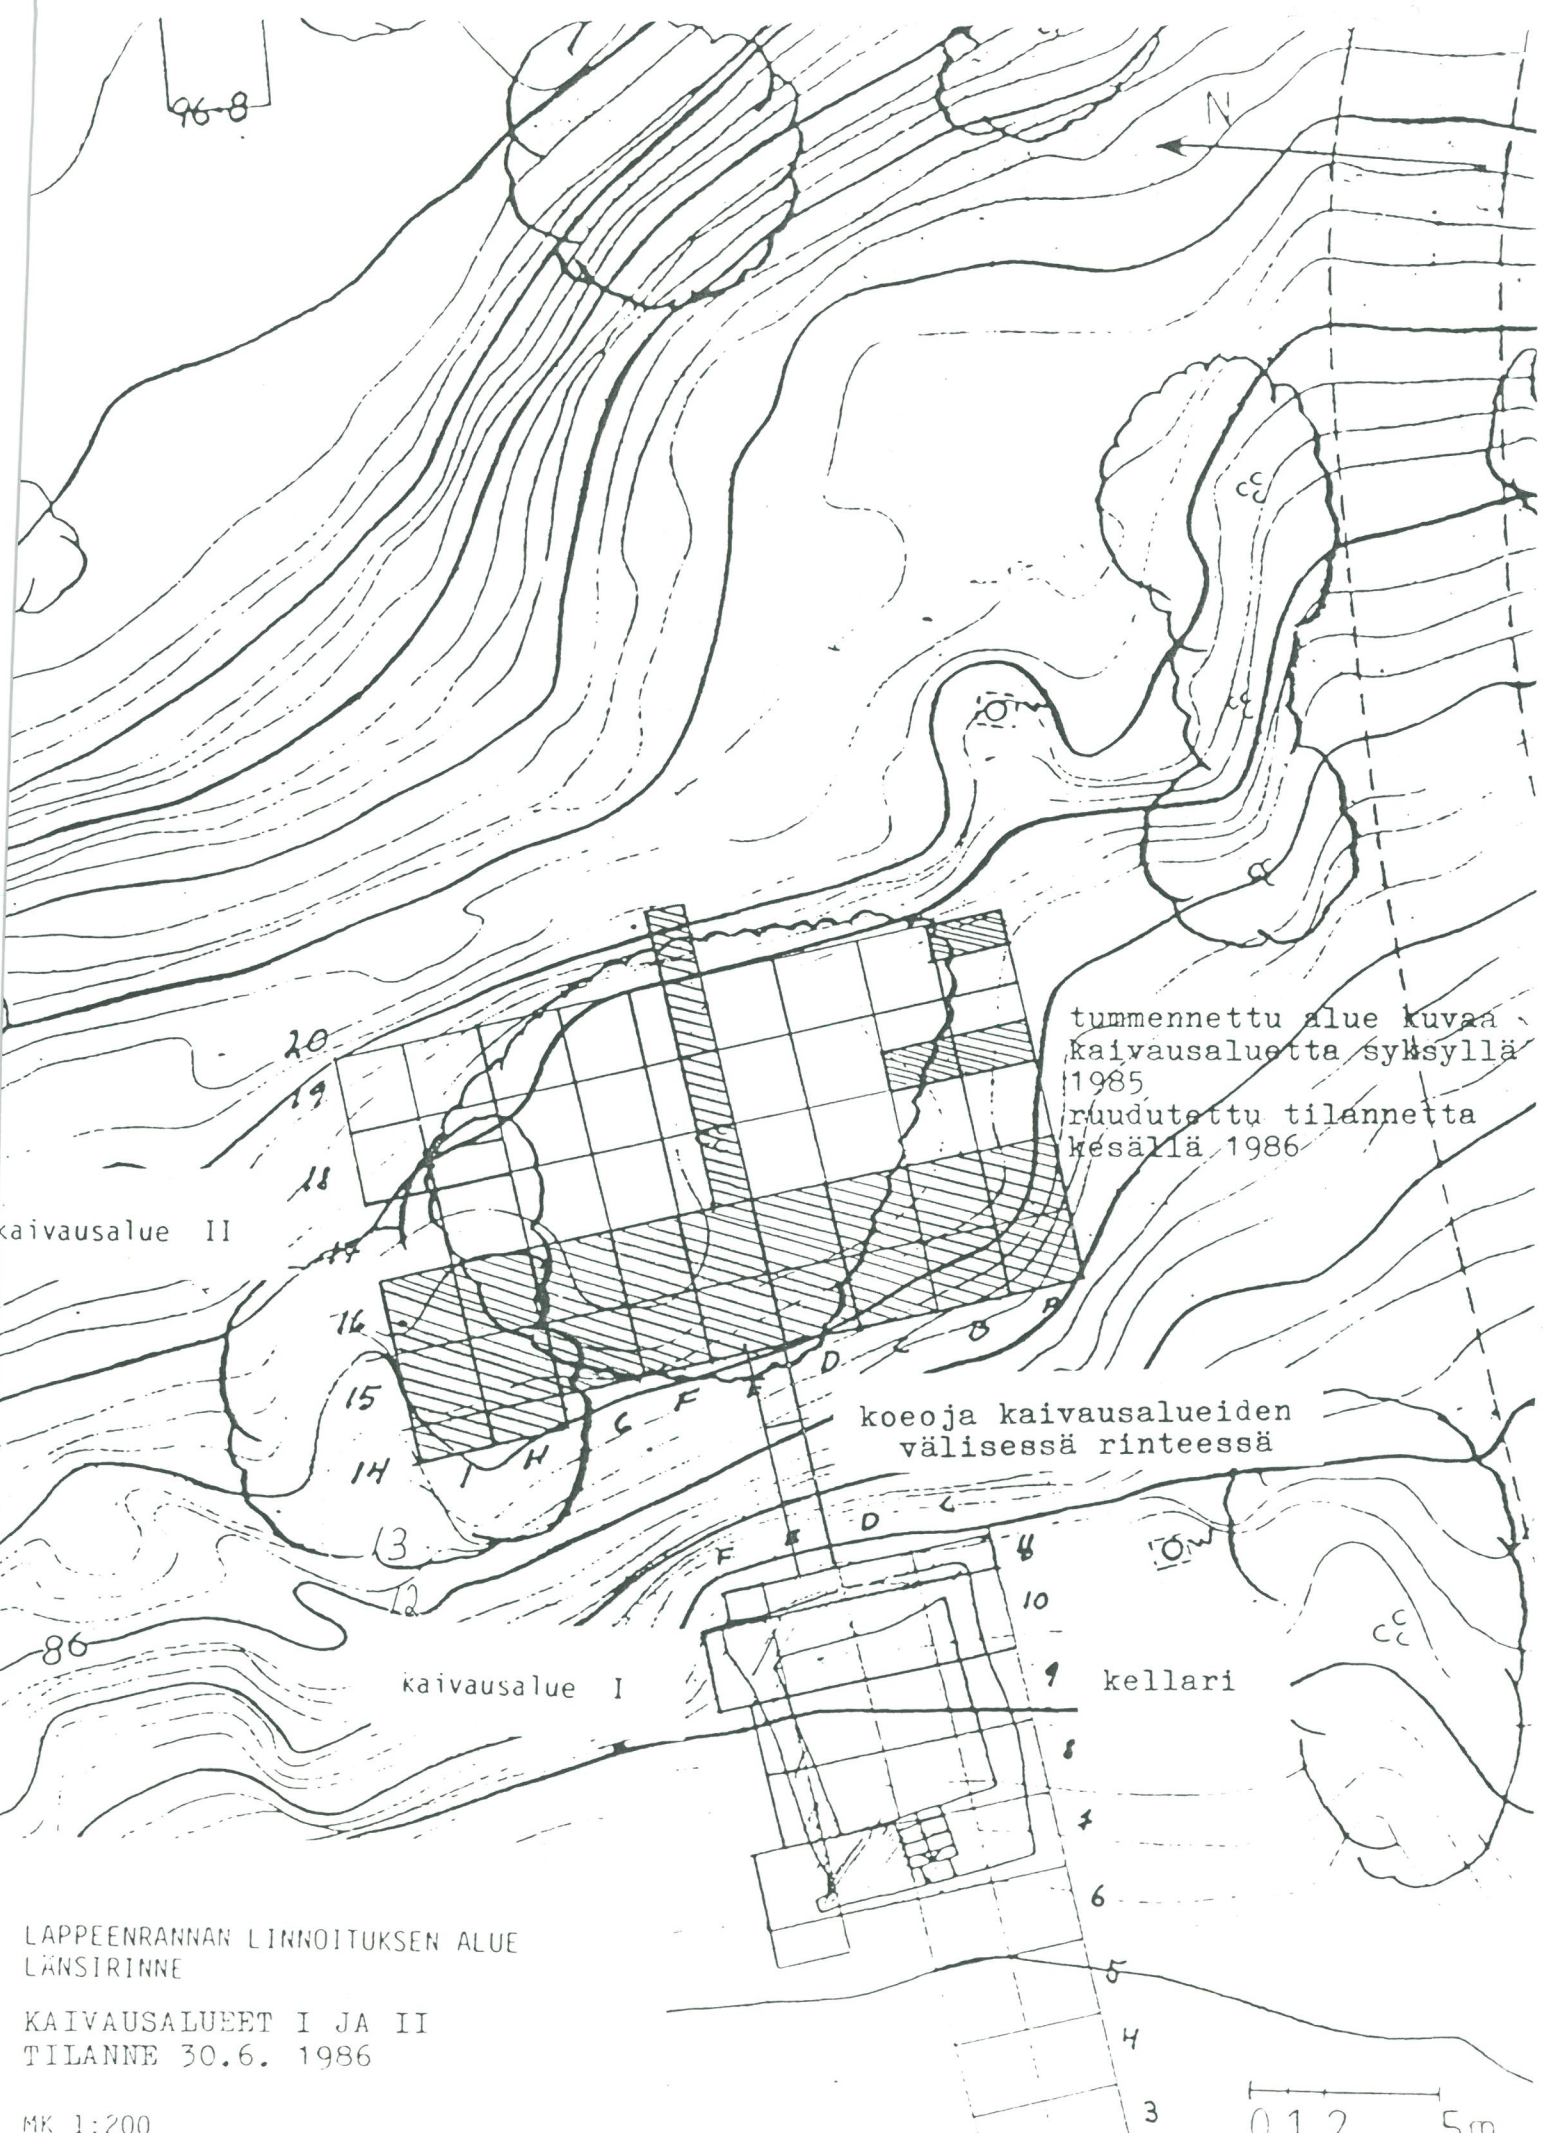 96-8
N
tummennettu alue kuvaa
kaivausaluetta syksyllä
1985
ruudutettu tilannetta
kesällä 1986
20
19
18
kaivausalue II
17
16
15
14
13
12
I H G F E D C B A
koeoja kaivausalueiden
välisessä rinteessä
F E D C
10
9
8
7
6
5
4
3
86
kaivausalue I
kellari
LAPPEENRANNAN LINNOITUKSEN ALUE
LÄNSIRINNE
KAIVAUSALUEET I JA II
TILANNE 30.6. 1986
MK 1:200
0 1 2 5m